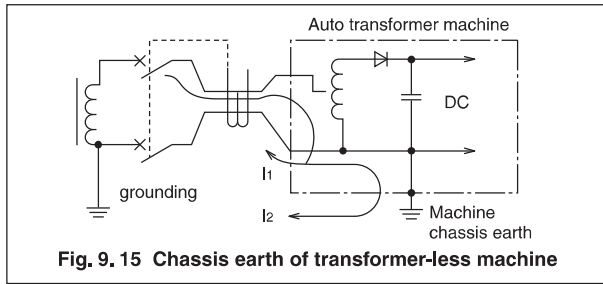 Auto transformer machine
DC
I1
grounding
I2
Machine
chassis earth
Fig. 9. 15 Chassis earth of transformer-less machine